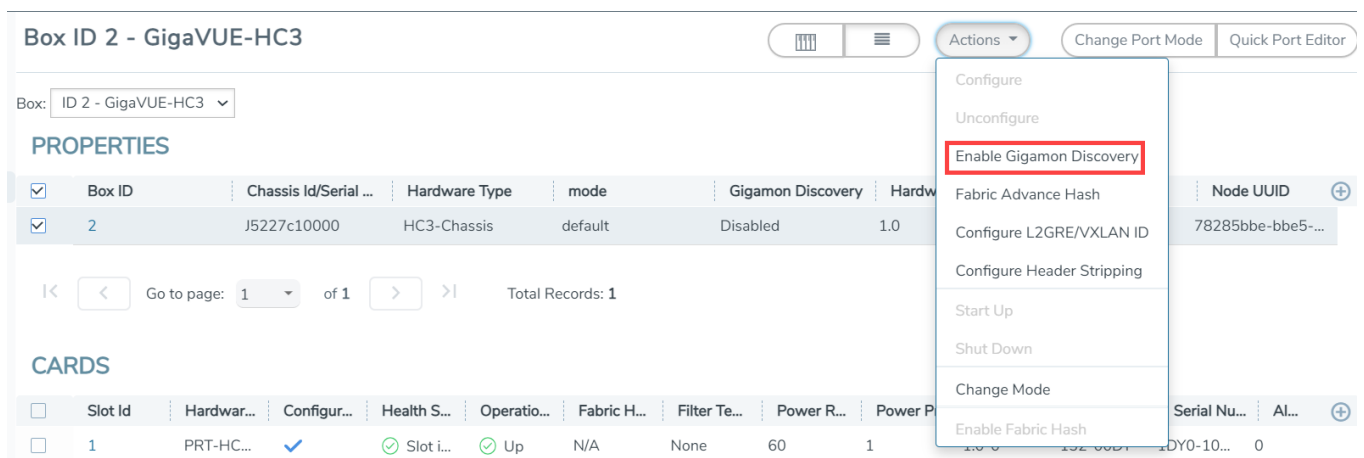 Box ID 2 - GigaVUE-HC3
Actions
Change Port Mode
Quick Port Editor
Configure
Unconfigure
Enable Gigamon Discovery
Fabric Advance Hash
Configure L2GRE/VXLAN ID
Configure Header Stripping
Start Up
Shut Down
Change Mode
Enable Fabric Hash
Box: ID 2 - GigaVUE-HC3
PROPERTIES
Box ID Chassis Id/Serial ... Hardware Type mode Gigamon Discovery Hardw Node UUID
2 J5227c10000 HC3-Chassis default Disabled 1.0 78285bbe-bbe5-...
Go to page: 1 of 1 Total Records: 1
CARDS
Slot Id Hardwar... Configur... Health S... Operatio... Fabric H... Filter Te... Power R... Power P Serial Nu... Al...
1 PRT-HC... Slot i... Up N/A None 60 1 1DY0-10... 0